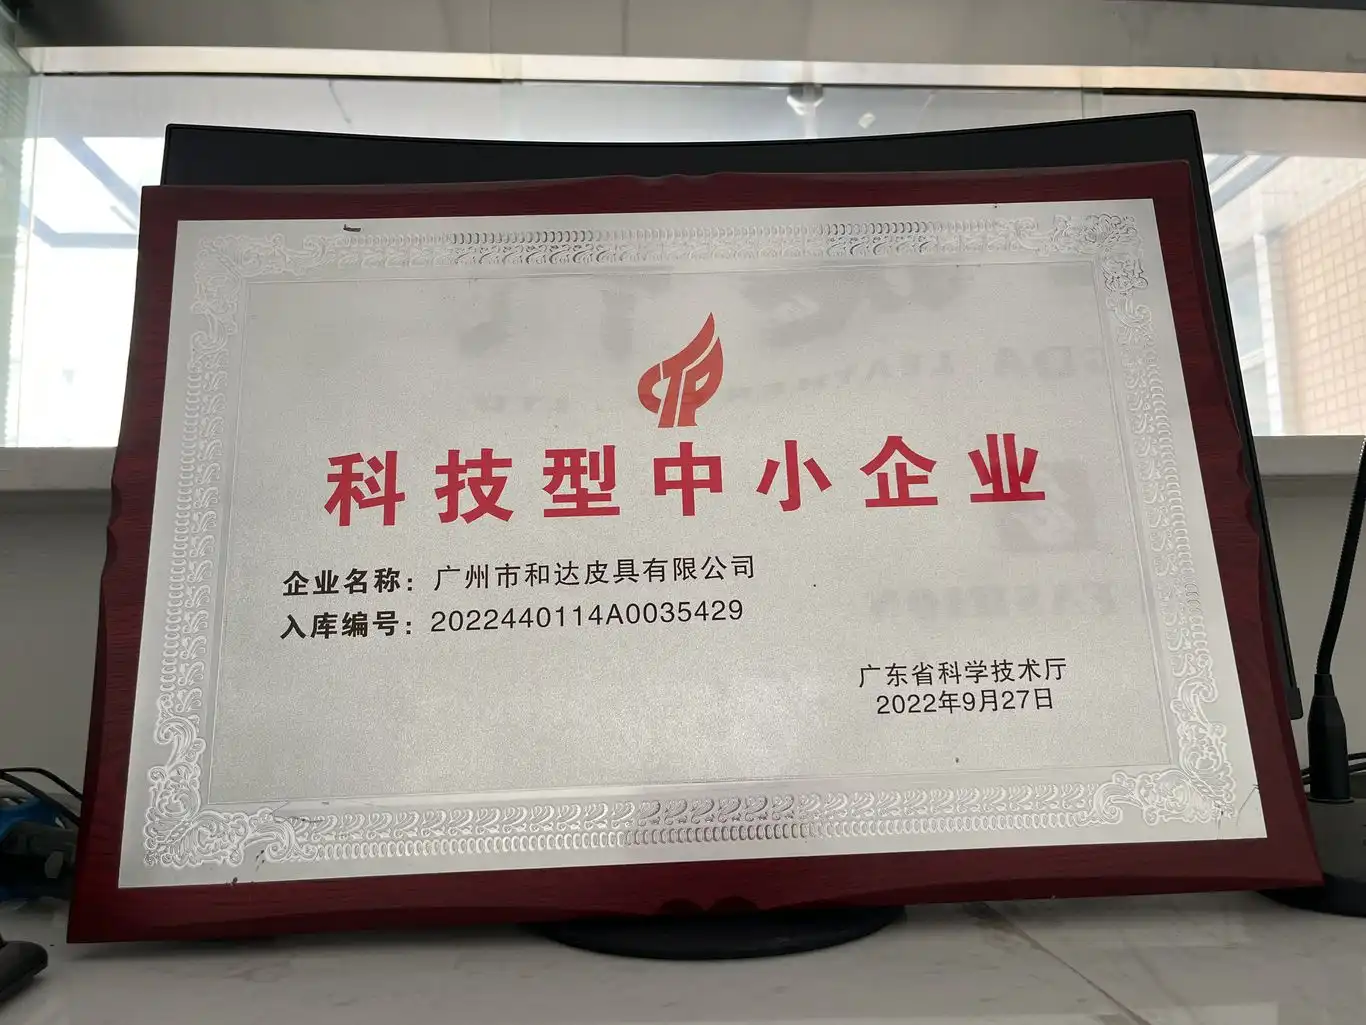 科技型中小企业
企业名称：广州市和达皮具有限公司
入库编号：2022440114A0035429
广东省科学技术厅
2022年9月27日